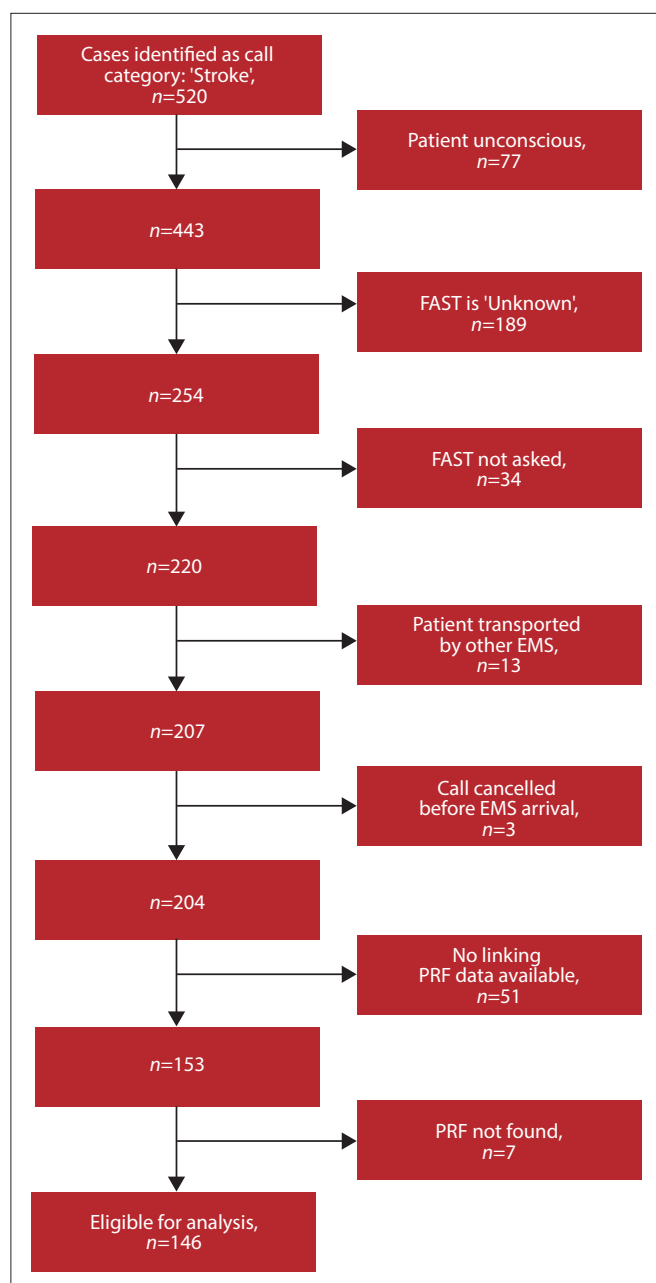 Cases identified as call
category: 'Stroke',
n=520
Patient unconscious,
n=77
n=443
FAST is 'Unknown',
n=189
n=254
FAST not asked,
n=34
n=220
Patient transported
by other EMS,
n=13
n=207
Call cancelled
before EMS arrival,
n=3
n=204
No linking
PRF data available,
n=51
n=153
PRF not found,
n=7
Eligible for analysis,
n=146